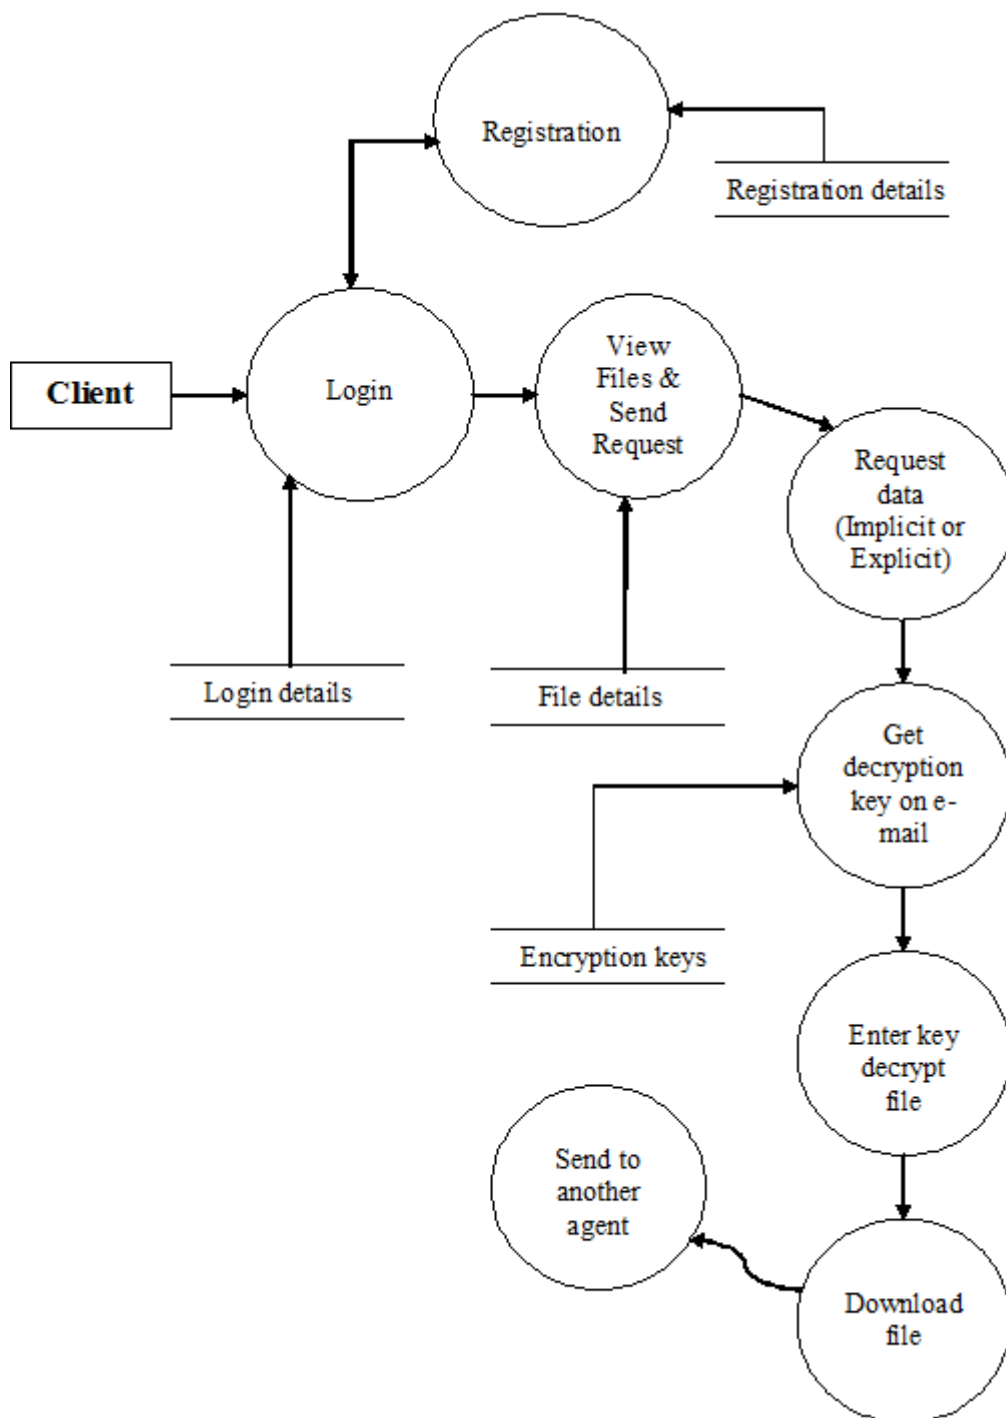 Registration
Registration details
Client
Login
View
Files &
Send
Request
Request
data
(Implicit or
Explicit)
Login details
File details
Get
decryption
key on e-
mail
Encryption keys
Enter key
decrypt
file
Send to
another
agent
Download
file